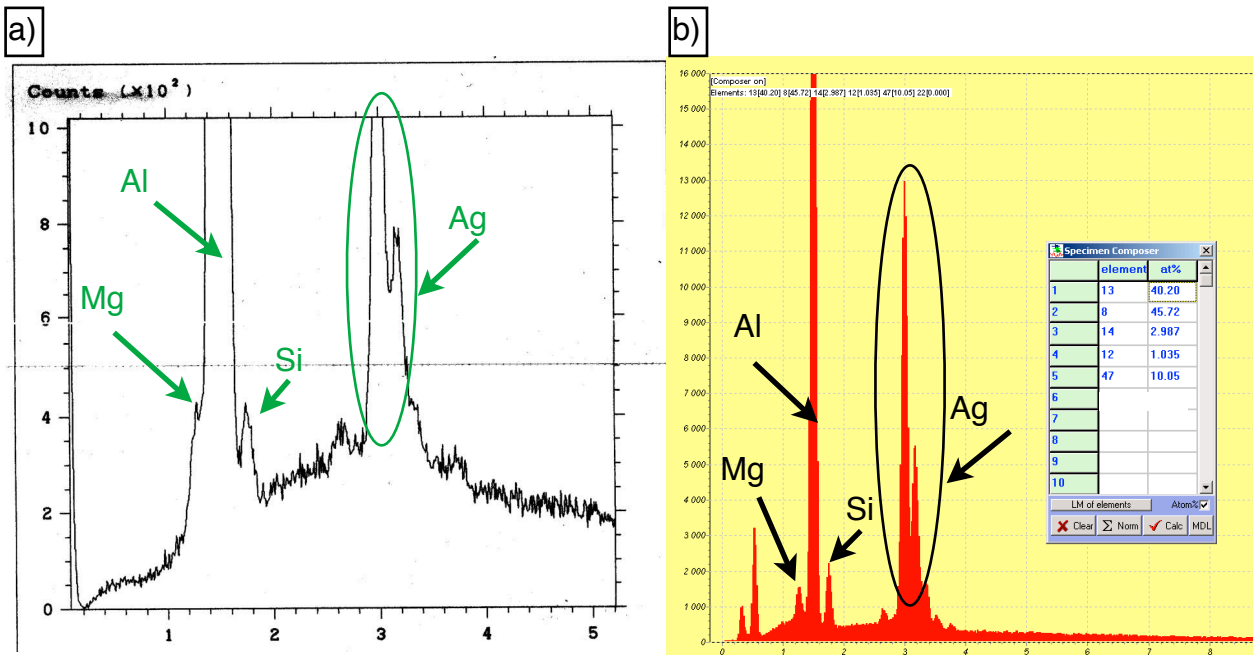 a)
Counts (×10²)
10
8
6
4
2
0
1
2
3
4
5
Al
Mg
Si
Ag
b)
[Composer on]
Elements: 13[40.20] 8[45.72] 14[2.987] 12[1.035] 47[10.05] 22[0.000]
16 000
15 000
14 000
13 000
12 000
11 000
10 000
9 000
8 000
7 000
6 000
5 000
4 000
3 000
2 000
1 000
0
0
1
2
3
4
5
6
7
8
Al
Mg
Si
Ag
Specimen Composer
element at%
1 13 40.20
2 8 45.72
3 14 2.987
4 12 1.035
5 47 10.05
6
7
8
9
10
LM of elements Atom%
Clear Σ Norm Calc MDL